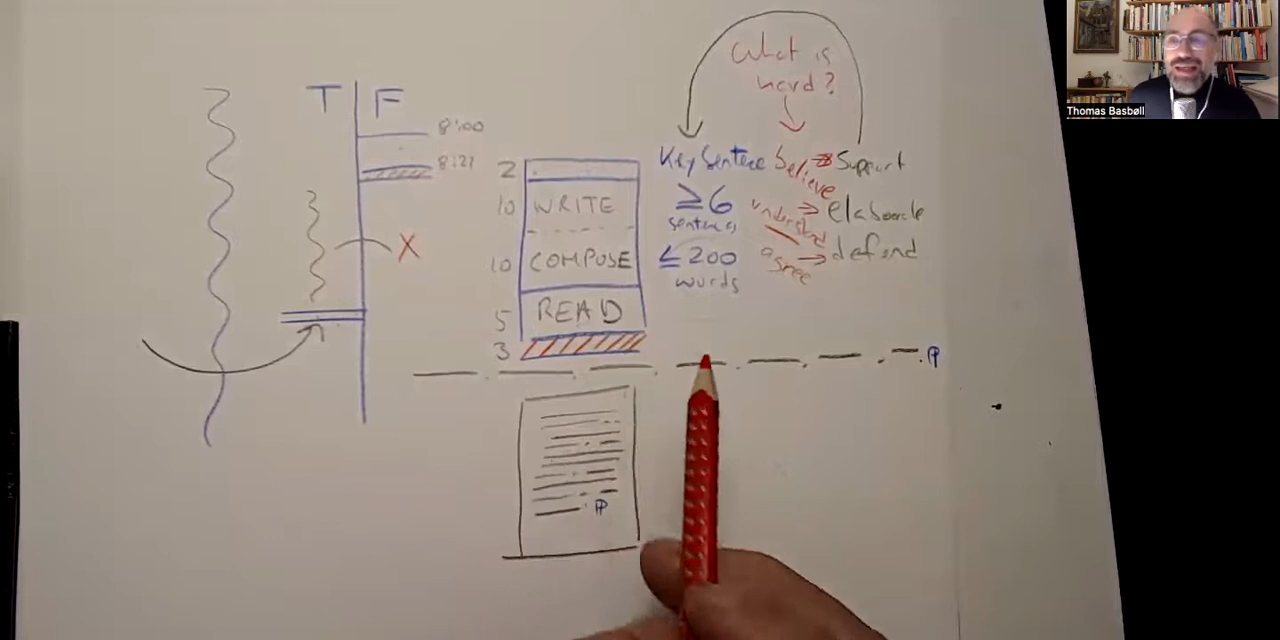 Thomas Basbøll
What is
hard?
T F
8:00
8:21
Key Sentence believe ⇒ Support
≥6 understand ⇒ elaborate
sentences
≤200 agree → defend
words
2
10 WRITE
10 COMPOSE
5 READ
3
X
P
P